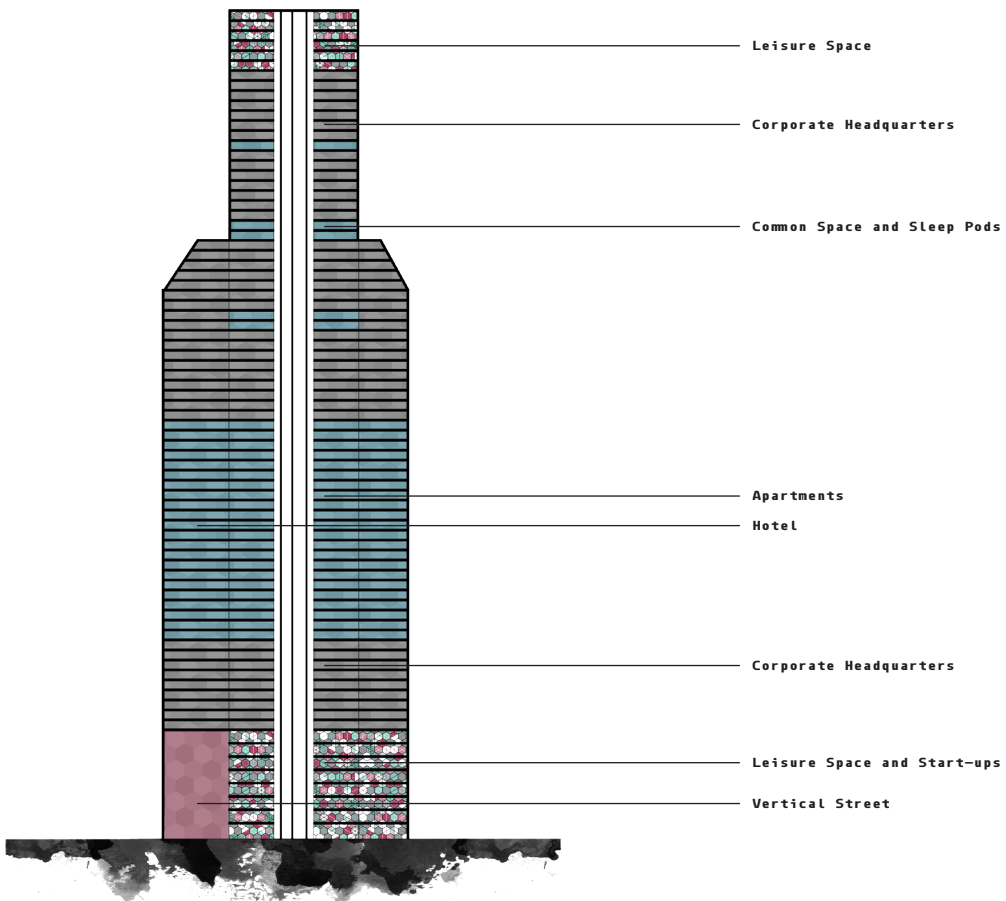 Leisure Space
Corporate Headquarters
Common Space and Sleep Pods
Apartments
Hotel
Corporate Headquarters
Leisure Space and Start-ups
Vertical Street